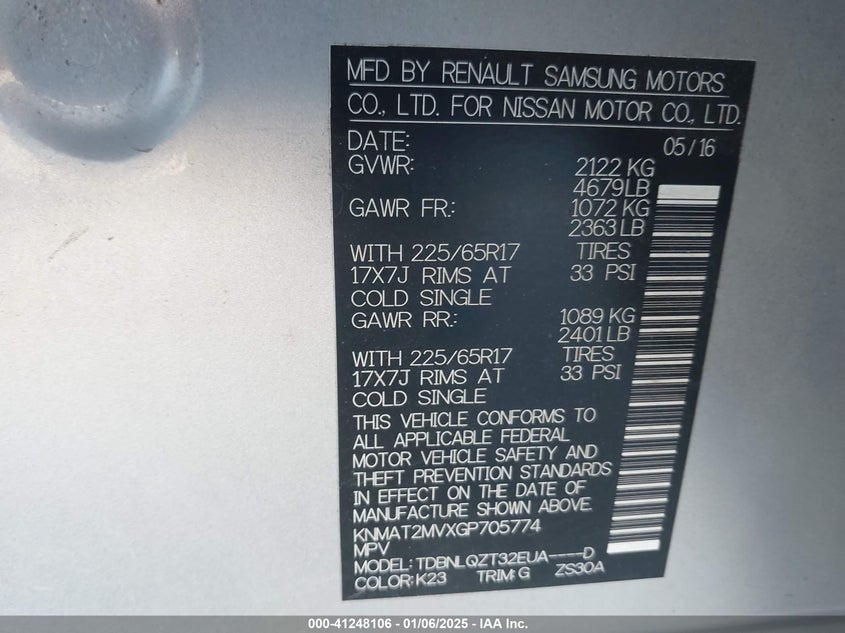 MFD BY RENAULT SAMSUNG MOTORS
CO., LTD. FOR NISSAN MOTOR CO., LTD.
DATE: 05/16
GVWR: 2122 KG
4679LB
GAWR FR.: 1072 KG
2363 LB
WITH 225/65R17 TIRES
17X7J RIMS AT 33 PSI
COLD SINGLE
GAWR RR.: 1089 KG
2401 LB
WITH 225/65R17 TIRES
17X7J RIMS AT 33 PSI
COLD SINGLE
THIS VEHICLE CONFORMS TO
ALL APPLICABLE FEDERAL
MOTOR VEHICLE SAFETY AND
THEFT PREVENTION STANDARDS
IN EFFECT ON THE DATE OF
MANUFACTURE SHOWN ABOVE.
KNMAT2MVXGP705774
MPV
MODEL: TDBNLQZT32EUA----D
COLOR: K23 TRIM: G ZS30A
000-41248106 - 01/06/2025 - IAA Inc.